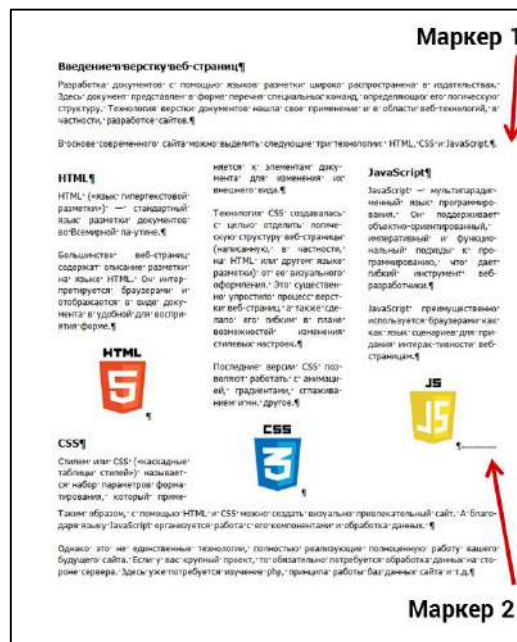 Маркер 1
Введение в верстку веб-страниц¶
Разработка документов с помощью языков разметки широко распространена в издательствах.
Здесь документ представлен в форме перечня специальных команд, определяющих его логическую
структуру. Технология верстки документов нашла свое применение и в области веб-технологий, в
частности, разработке сайтов.¶
В основе современного сайта можно выделить следующие три технологии: HTML, CSS и JavaScript.¶
HTML¶
HTML («язык гипертекстовой
разметки») — стандартный
язык разметки документов
во Всемирной па-утине.¶
Большинство веб-страниц
содержат описание разметки
на языке HTML. Он интер-
претируется браузерами и
отображается в виде доку-
мента в удобной для воспри-
ятия форме.¶
HTML
5
¶
CSS¶
Стилем или CSS («каскадные
таблицы стилей») называет-
ся набор параметров форма-
тирования, который приме-
няется к элементам доку-
мента для изменения их
внешнего вида.¶
Технология CSS создавалась
с целью отделить логиче-
скую структуру веб-страницы
(написанную, в частности,
на HTML или другом языке
разметки) от ее визуального
оформления. Это существен-
но упростило процесс верст-
ки веб-страниц, а также сде-
лало его гибким в плане
возможностей изменения
стилевых настроек.¶
Последние версии CSS поз-
воляют работать с анимаци-
ей, градиентами, сглажива-
нием и мн. другое.¶
CSS
3
¶
JavaScript¶
JavaScript — мультипарадиг-
менный язык программиро-
вания. Он поддерживает
объектно-ориентированный,
императивный и функцио-
нальный подходы к про-
граммированию, что дает
гибкий инструмент веб-
разработчики.¶
JavaScript преимущественно
используется браузерами как
как язык сценариев для при-
дания интерак-тивности веб-
страницам.¶
JS
JS
¶
Таким образом, с помощью HTML и CSS можно создать визуально привлекательный сайт. А благо-
даря языку JavaScript организуется работа с его компонентами и обработка данных. ¶
Однако это не единственные технологии, полностью реализующие полноценную работу вашего
будущего сайта. Если у вас крупный проект, то обязательно потребуется обработка данных на сто-
роне сервера. Здесь уже потребуется изучение php, принципа работы баз данных сайта и т.д.¶
Маркер 2